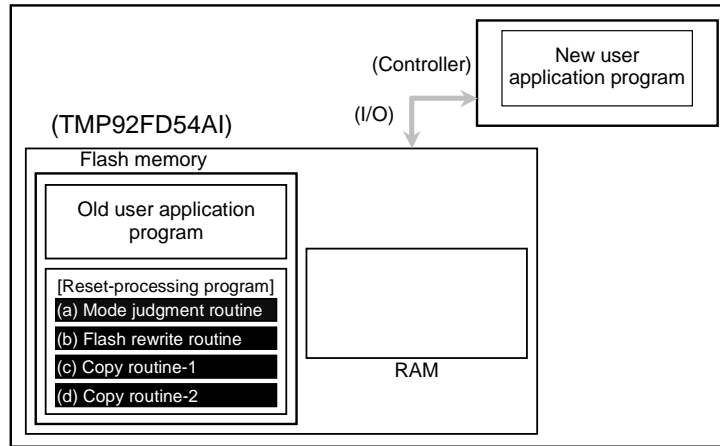 New user
application program
(Controller)
(I/O)
(TMP92FD54AI)
Flash memory
Old user application
program
[Reset-processing program]
(a) Mode judgment routine
(b) Flash rewrite routine
(c) Copy routine-1
(d) Copy routine-2
RAM